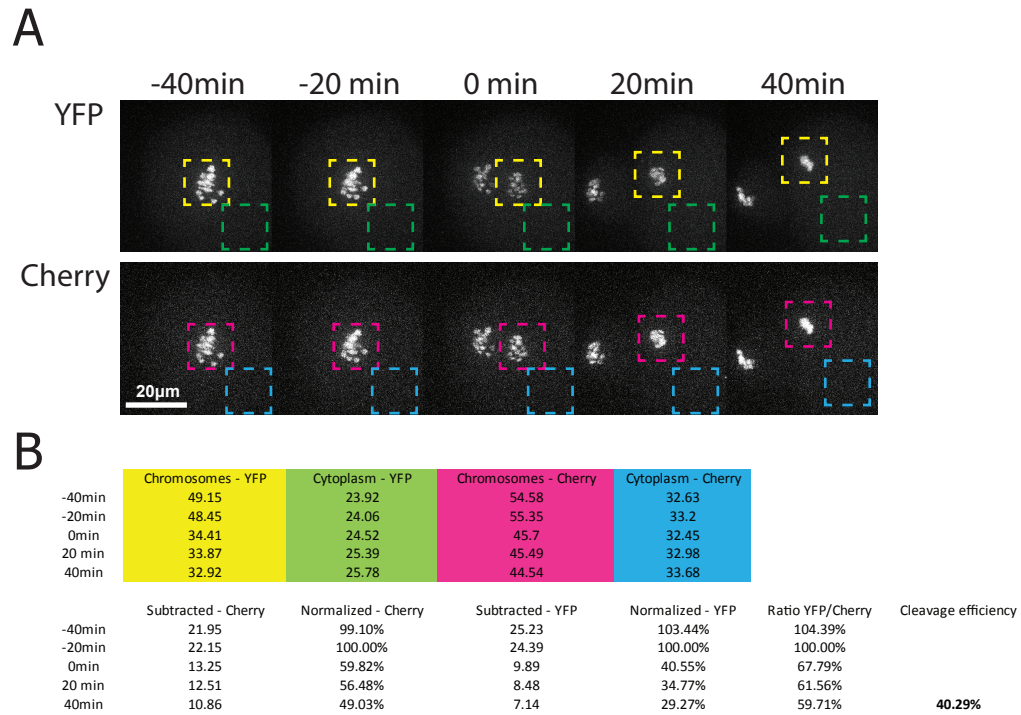 A
-40min -20 min 0 min 20min 40min
YFP
Cherry
20µm
B
Chromosomes - YFP Cytoplasm - YFP Chromosomes - Cherry Cytoplasm - Cherry
-40min 49.15 23.92 54.58 32.63
-20min 48.45 24.06 55.35 33.2
0min 34.41 24.52 45.7 32.45
20 min 33.87 25.39 45.49 32.98
40min 32.92 25.78 44.54 33.68
Subtracted - Cherry Normalized - Cherry Subtracted - YFP Normalized - YFP Ratio YFP/Cherry Cleavage efficiency
-40min 21.95 99.10% 25.23 103.44% 104.39%
-20min 22.15 100.00% 24.39 100.00% 100.00%
0min 13.25 59.82% 9.89 40.55% 67.79%
20 min 12.51 56.48% 8.48 34.77% 61.56%
40min 10.86 49.03% 7.14 29.27% 59.71% 40.29%